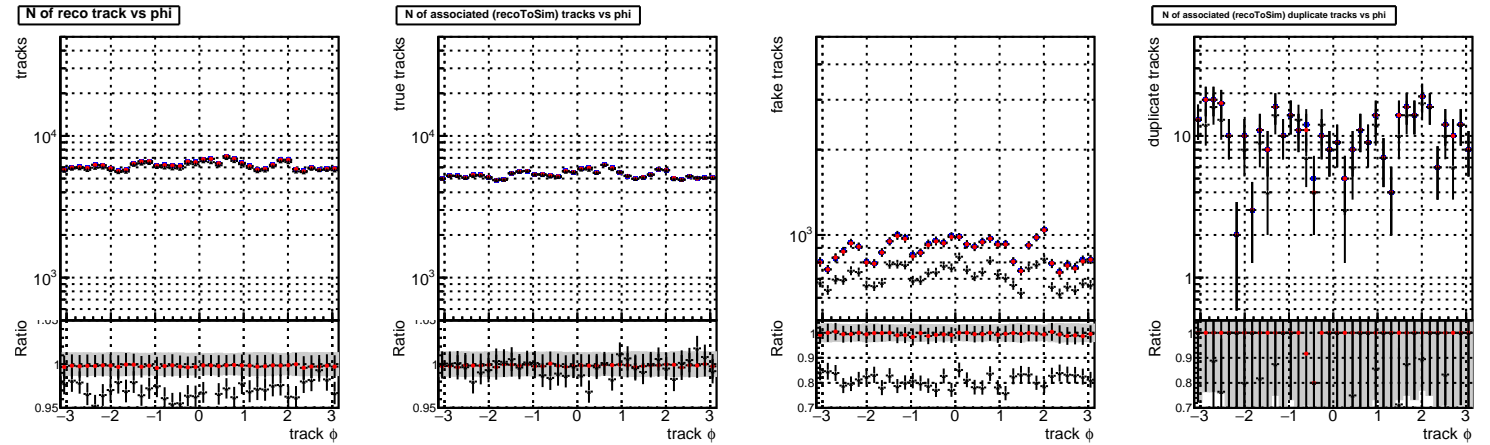 N of reco track vs phi
tracks
10⁴
10³
Ratio
1.05
1
0.95
−3 −2 −1 0 1 2 3
track ϕ
N of associated (recoToSim) tracks vs phi
true tracks
10⁴
10³
Ratio
1.05
1
0.95
−3 −2 −1 0 1 2 3
track ϕ
fake tracks
10³
Ratio
1
0.9
0.8
0.7
−3 −2 −1 0 1 2 3
track ϕ
N of associated (recoToSim) duplicate tracks vs phi
duplicate tracks
10
1
Ratio
1
0.9
0.8
0.7
−3 −2 −1 0 1 2 3
track ϕ